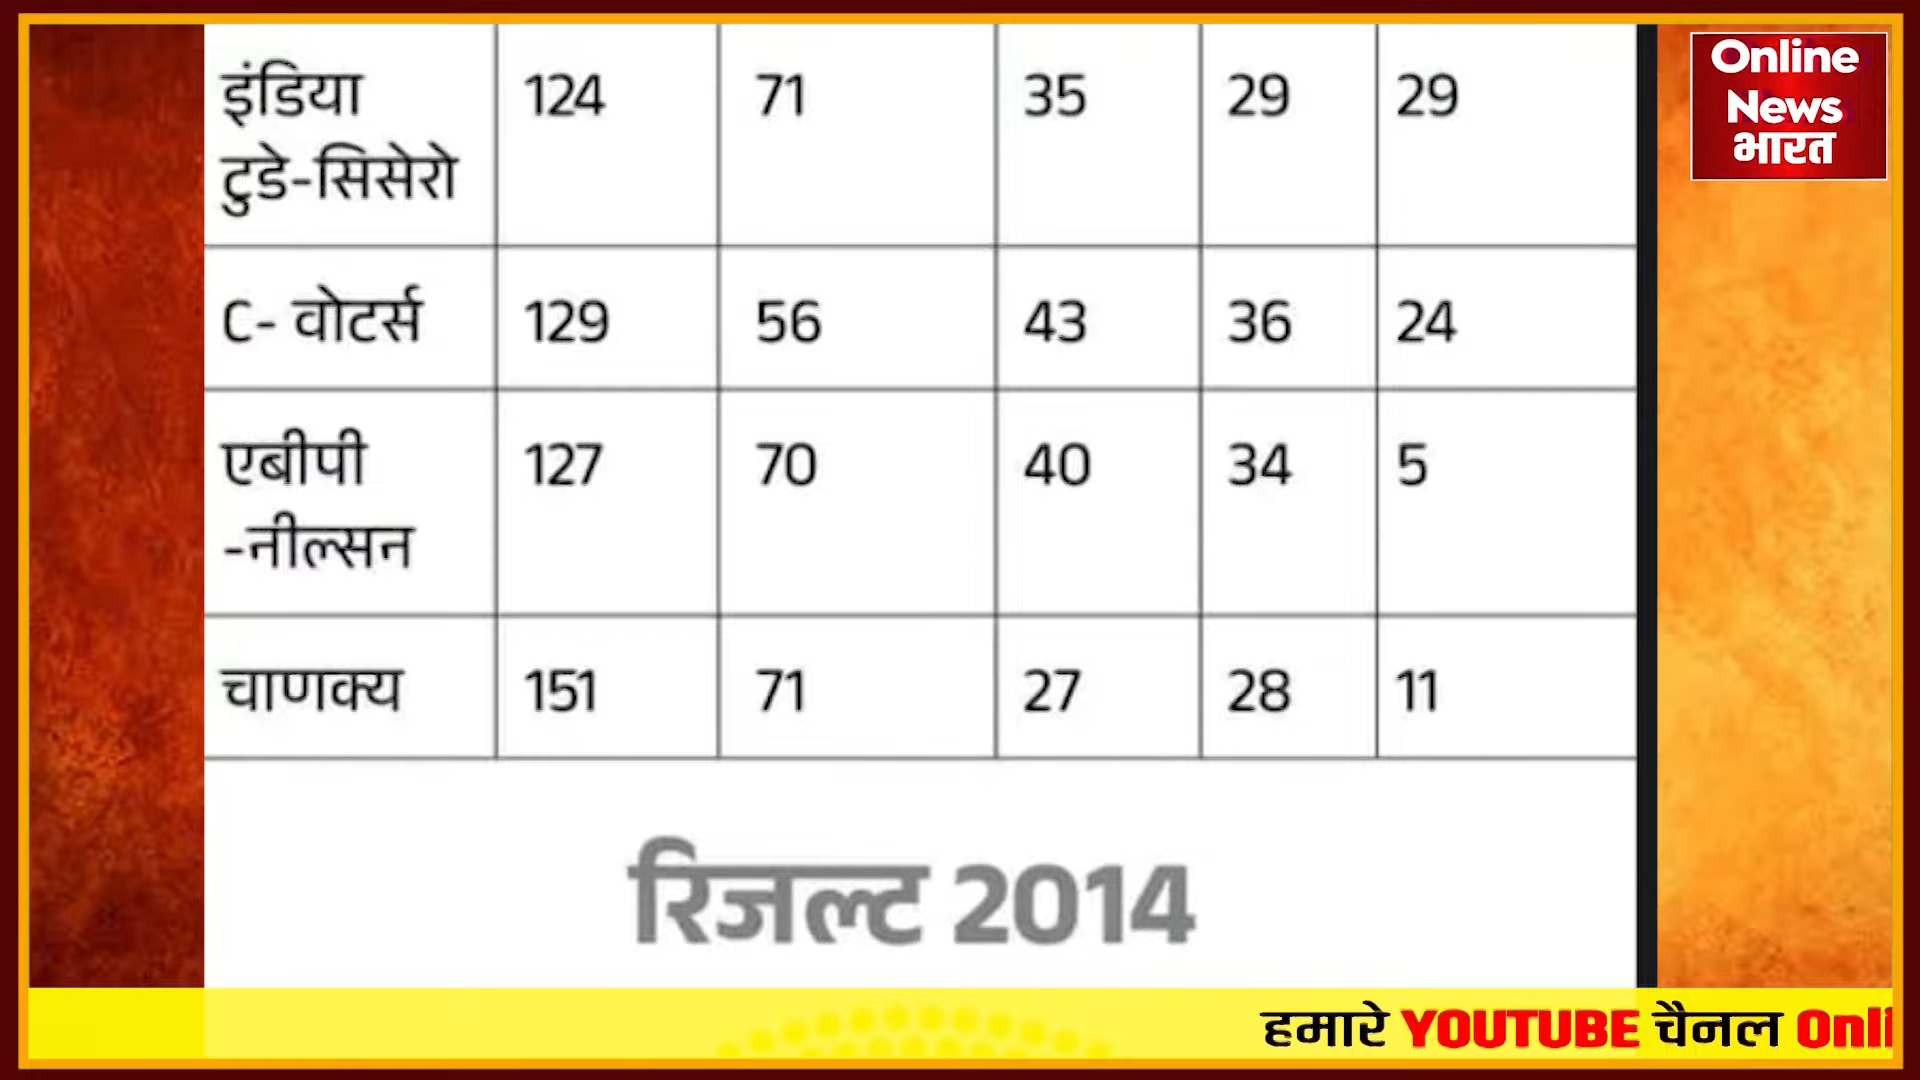 Online
News
भारत
इंडिया 124 71 35 29 29
टुडे-सिसेरो
C- वोटर्स 129 56 43 36 24
एबीपी 127 70 40 34 5
-नील्सन
चाणक्य 151 71 27 28 11
रिजल्ट 2014
हमारे YOUTUBE चैनल Onli